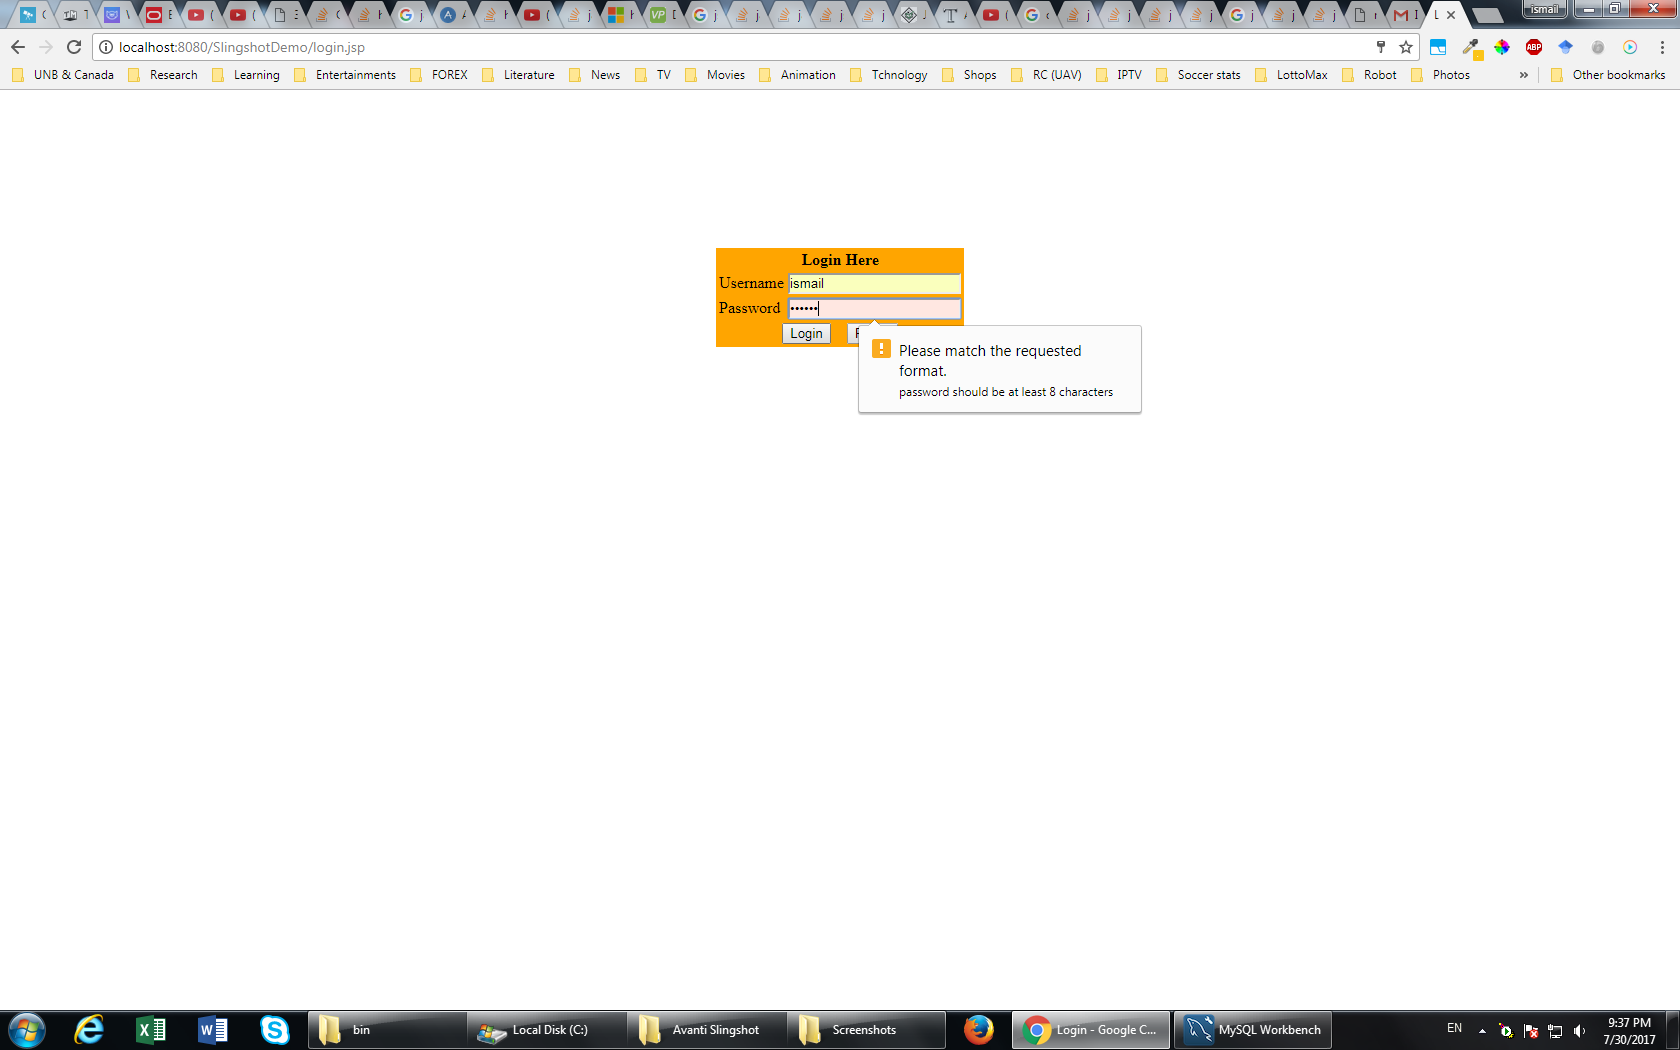 ismail
localhost:8080/SlingshotDemo/login.jsp
ABP
UNB & Canada Research Learning Entertainments FOREX Literature News TV Movies Animation Tchnology Shops RC (UAV) IPTV Soccer stats LottoMax Robot Photos » Other bookmarks
Login Here
Username ismail
Password ••••••
Login
Please match the requested
format.
password should be at least 8 characters
bin Local Disk (C:) Avanti Slingshot Screenshots Login - Google C... MySQL Workbench EN
9:37 PM
7/30/2017